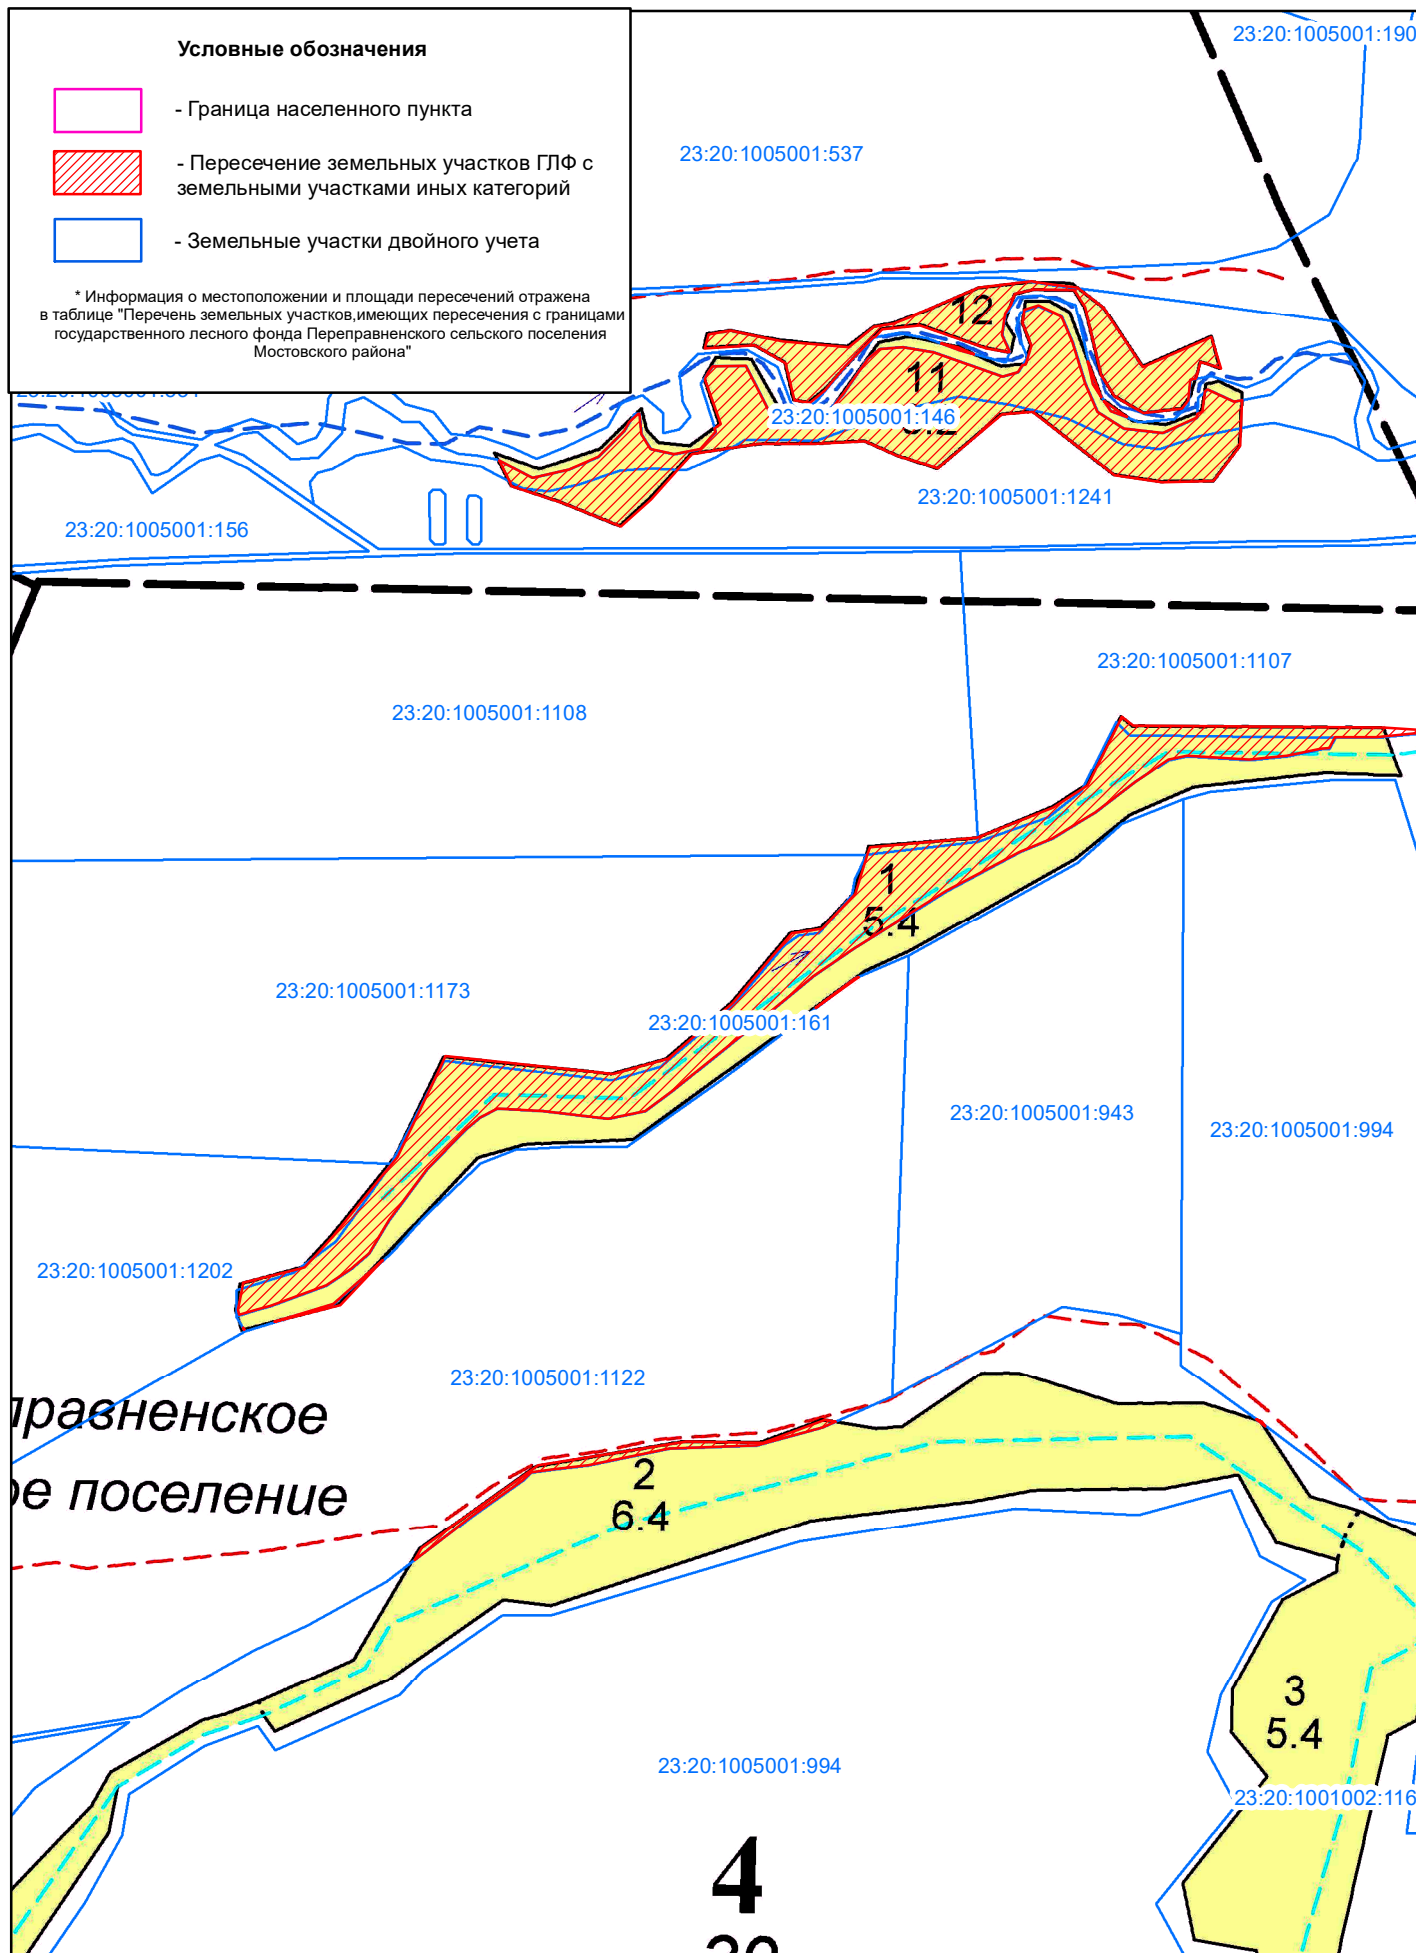 Условные обозначения
- Граница населенного пункта
- Пересечение земельных участков ГЛФ с
земельными участками иных категорий
- Земельные участки двойного учета
* Информация о местоположении и площади пересечений отражена
в таблице "Перечень земельных участков,имеющих пересечения с границами
государственного лесного фонда Переправненского сельского поселения
Мостовского района"
23:20:1005001:190
23:20:1005001:537
12
11
23:20:1005001:146
23:20:1005001:1241
23:20:1005001:156
23:20:1005001:1107
23:20:1005001:1108
1
5.4
23:20:1005001:1173
23:20:1005001:161
23:20:1005001:943
23:20:1005001:994
23:20:1005001:1202
23:20:1005001:1122
правненское
ое поселение
2
6.4
3
5.4
23:20:1005001:994
23:20:1001002:116
4